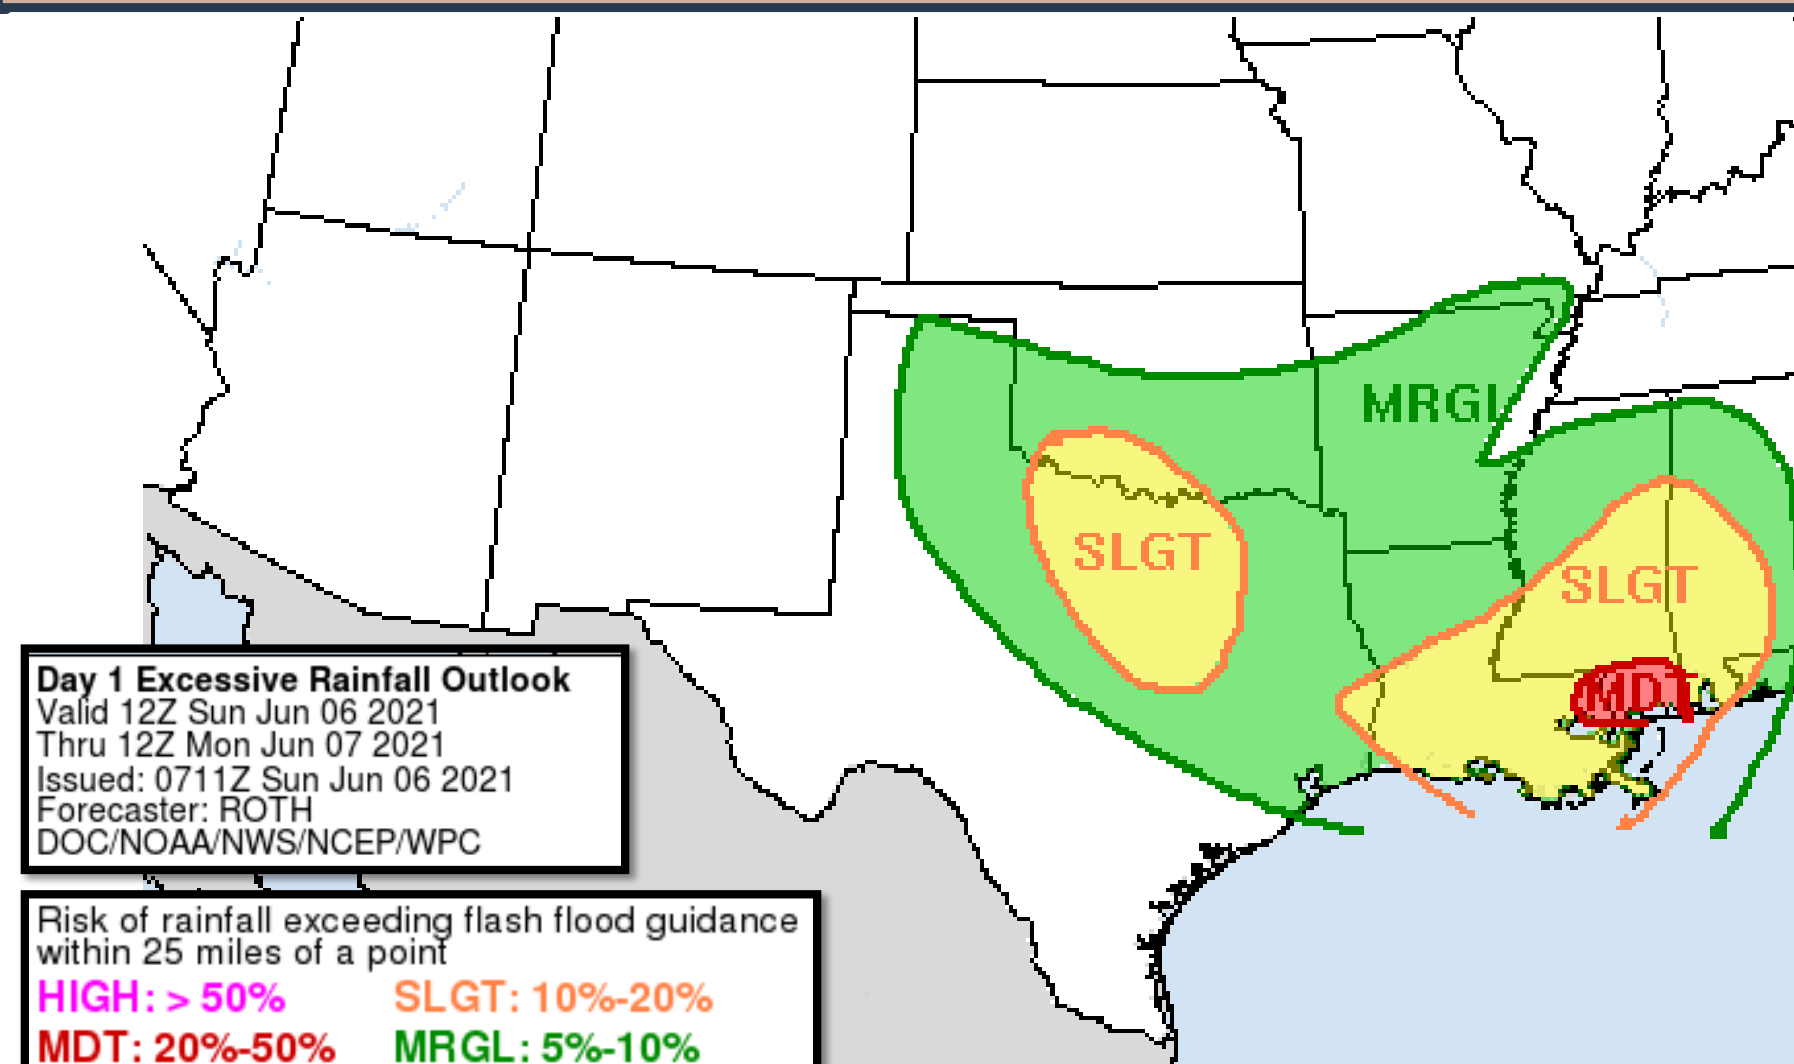 MRGL
SLGT
SLGT
MDT
Day 1 Excessive Rainfall Outlook
Valid 12Z Sun Jun 06 2021
Thru 12Z Mon Jun 07 2021
Issued: 0711Z Sun Jun 06 2021
Forecaster: ROTH
DOC/NOAA/NWS/NCEP/WPC
Risk of rainfall exceeding flash flood guidance
within 25 miles of a point
HIGH: > 50% SLGT: 10%-20%
MDT: 20%-50% MRGL: 5%-10%